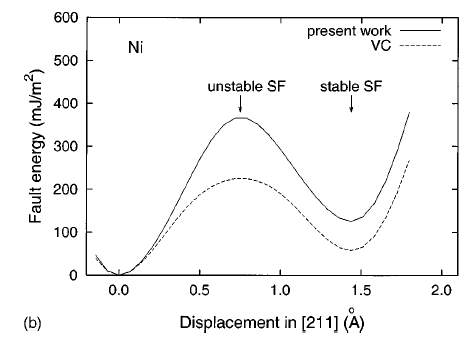 600
500
400
300
200
100
0
Fault energy (mJ/m²)
Ni
present work
VC
unstable SF
stable SF
0.0 0.5 1.0 1.5 2.0
(b) Displacement in [211] (Å)